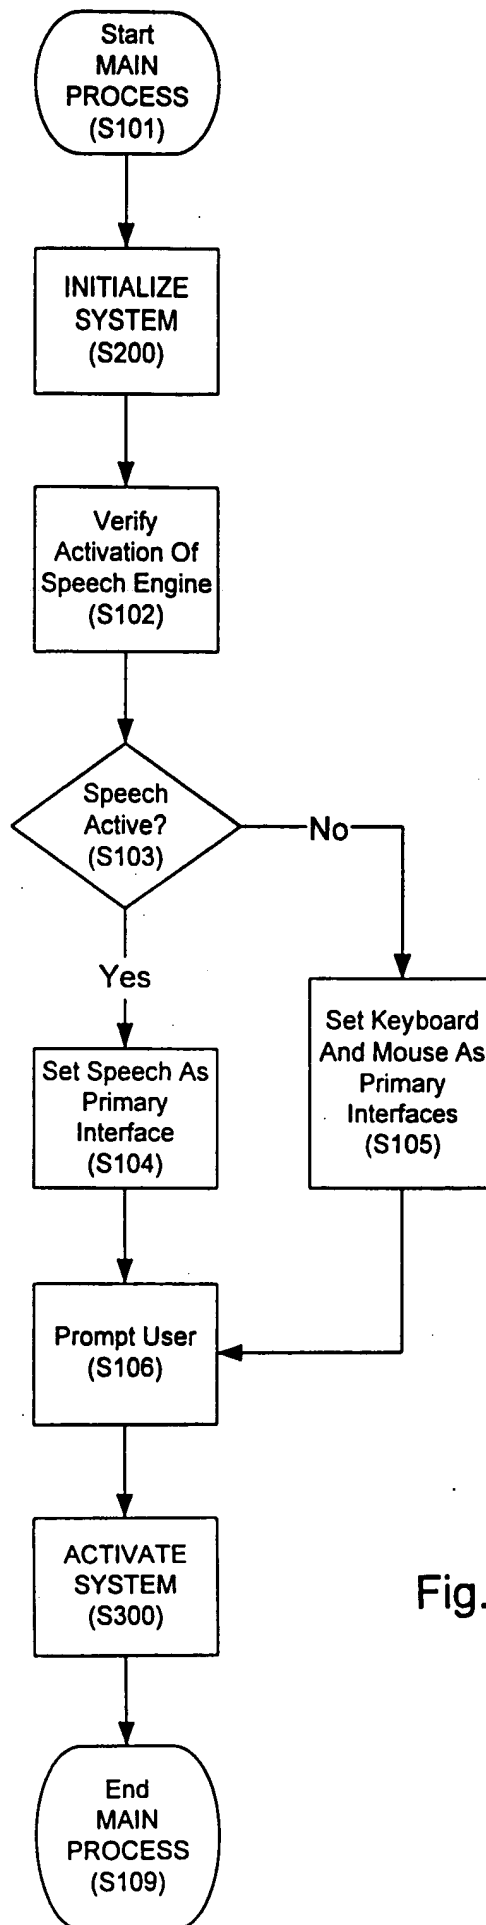 Start
MAIN
PROCESS
(S101)
INITIALIZE
SYSTEM
(S200)
Verify
Activation Of
Speech Engine
(S102)
Speech
Active?
(S103)
No
Yes
Set Speech As
Primary
Interface
(S104)
Set Keyboard
And Mouse As
Primary
Interfaces
(S105)
Prompt User
(S106)
ACTIVATE
SYSTEM
(S300)
Fig.
End
MAIN
PROCESS
(S109)